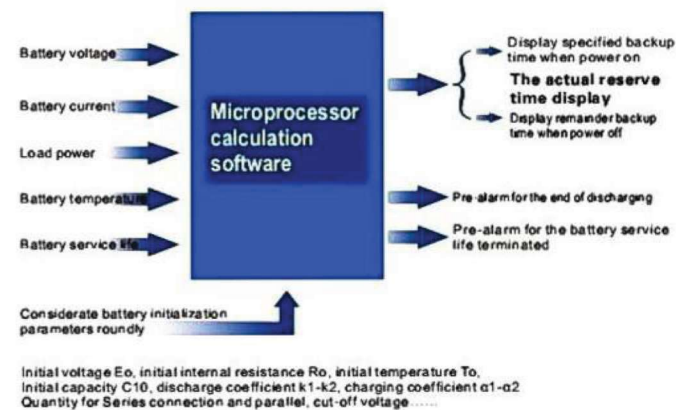 Battery voltage
Battery current
Load power
Battery temperature
Battery service life
Microprocessor
calculation
software
Display specified backup
time when power on
The actual reserve
time display
Display remainder backup
time when power off
Pre-alarm for the end of discharging
Pre-alarm for the battery service
life terminated
Considerate battery initialization
parameters roundly
Initial voltage Eo, initial internal resistance Ro, initial temperature To,
Initial capacity C10, discharge coefficient k1-k2, charging coefficient α1-α2
Quantity for Series connection and parallel, cut-off voltage......